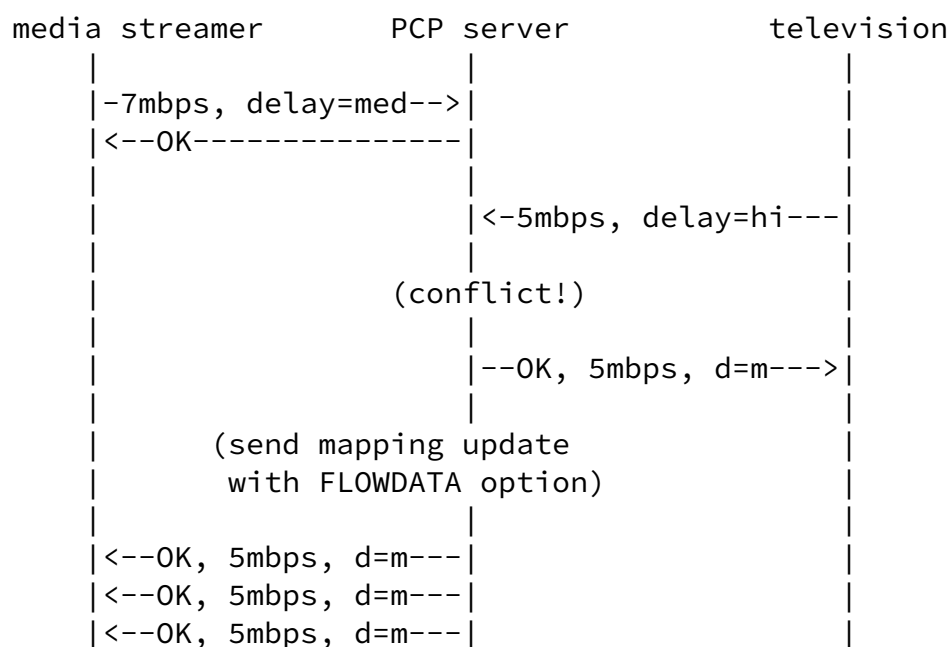 media streamer PCP server television
| | |
|-7mbps, delay=med-->| |
|<--OK---------------| |
| | |
| |<-5mbps, delay=hi---|
| | |
| (conflict!) |
| | |
| |--OK, 5mbps, d=m--->|
| | |
| (send mapping update |
| with FLOWDATA option) |
| | |
|<--OK, 5mbps, d=m---| |
|<--OK, 5mbps, d=m---| |
|<--OK, 5mbps, d=m---| |